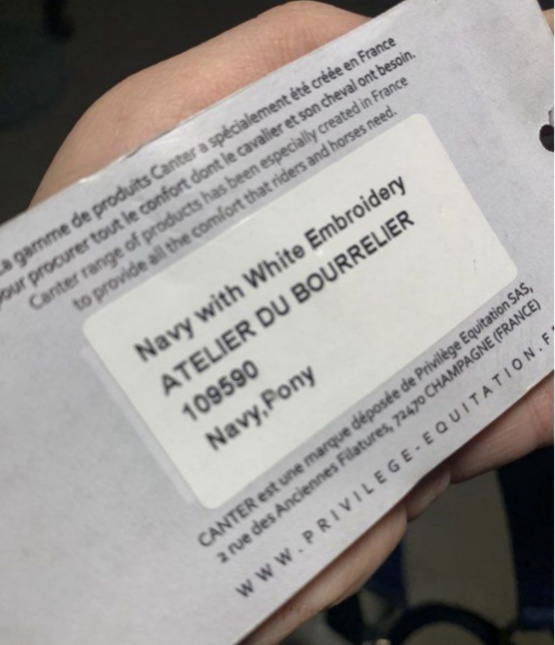 La gamme de produits Canter a spécialement été créée en France
pour procurer tout le confort dont le cavalier et son cheval ont besoin.
Canter range of products has been especially created in France
to provide all the comfort that riders and horses need.
Navy with White Embroidery
ATELIER DU BOURRELIER
109590
Navy,Pony
CANTER est une marque déposée de Privilège Equitation SAS,
2 rue des Anciennes Filatures, 72470 CHAMPAGNE (FRANCE)
WWW.PRIVILEGE-EQUITATION.F